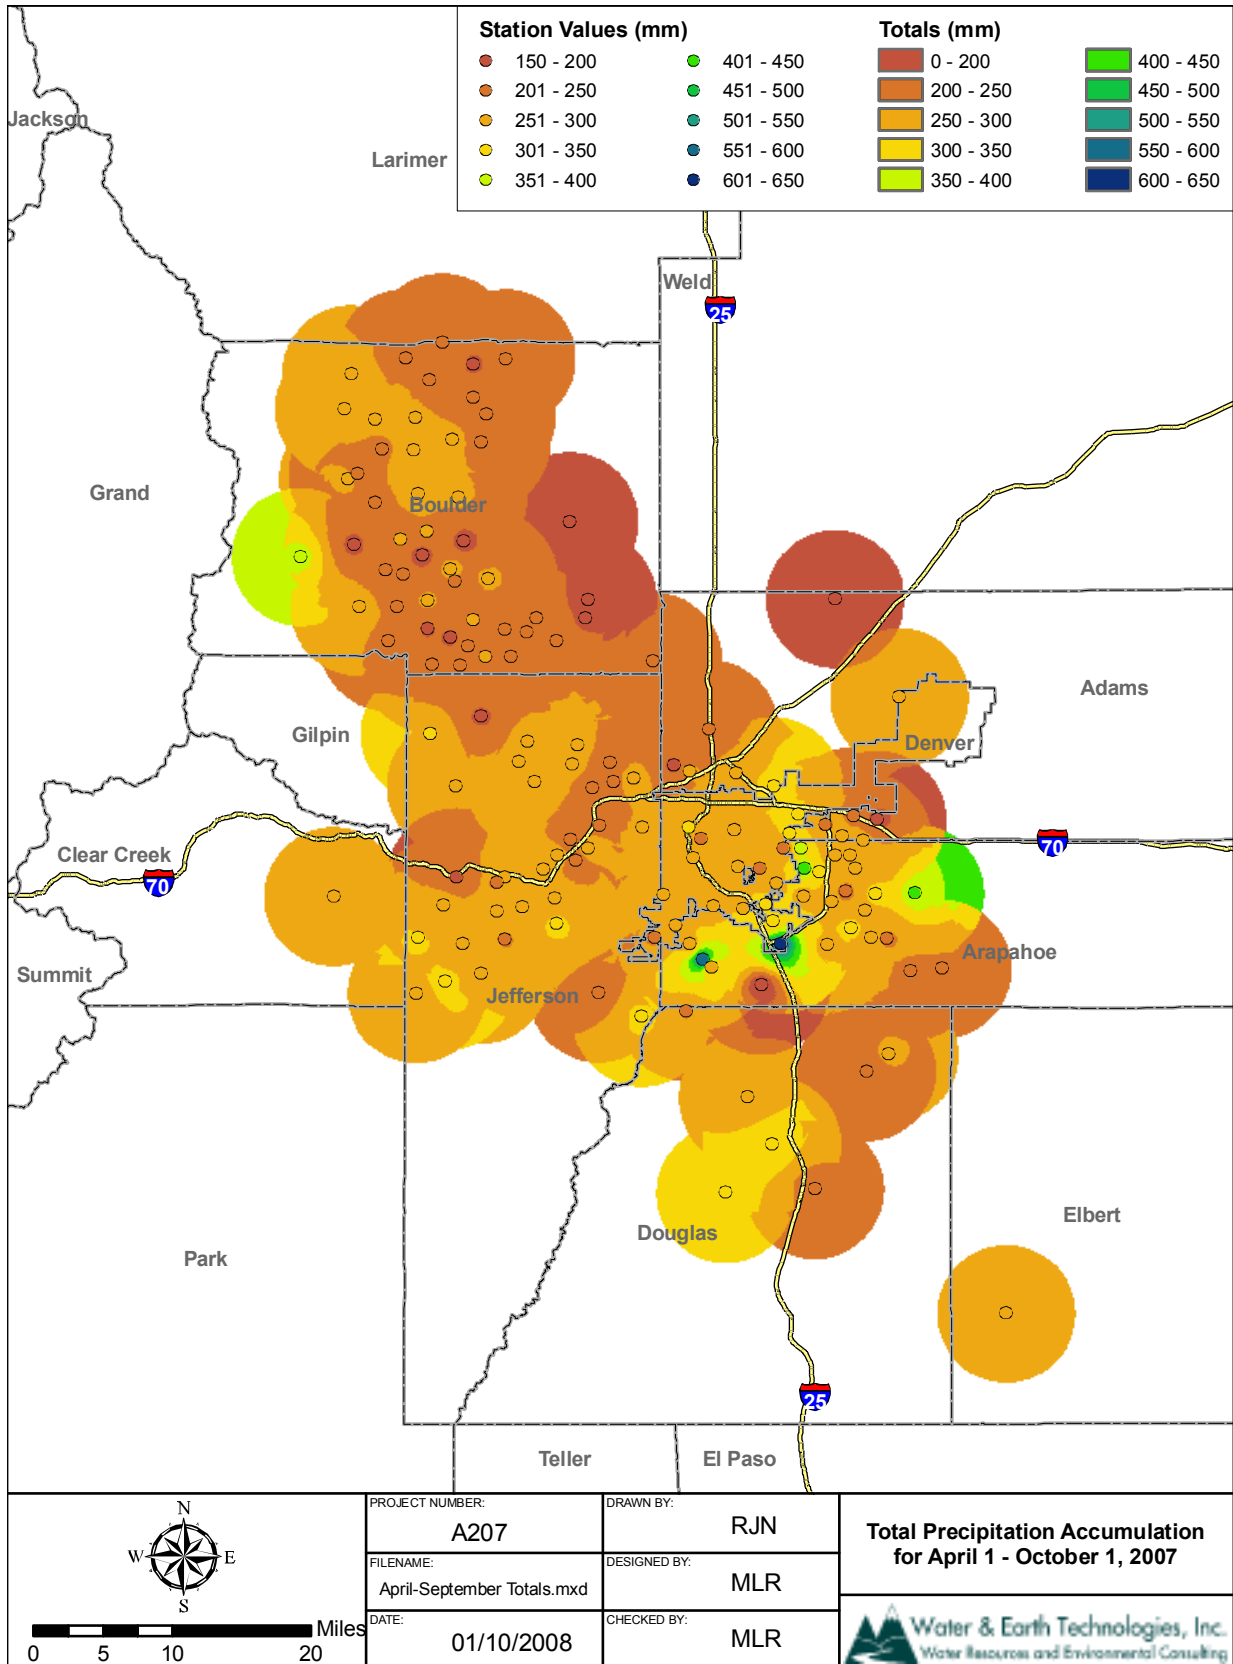 Station Values (mm)
150 - 200
201 - 250
251 - 300
301 - 350
351 - 400
401 - 450
451 - 500
501 - 550
551 - 600
601 - 650
Totals (mm)
0 - 200
200 - 250
250 - 300
300 - 350
350 - 400
400 - 450
450 - 500
500 - 550
550 - 600
600 - 650
Jackson
Larimer
Weld
25
Grand
Boulder
Adams
Gilpin
Denver
Clear Creek
70
70
Summit
Arapahoe
Jefferson
Elbert
Douglas
Park
25
Teller
El Paso
N
W E
S
Miles
0 5 10 20
PROJECT NUMBER:
A207
DRAWN BY:
RJN
FILENAME:
April-September Totals.mxd
DESIGNED BY:
MLR
DATE:
01/10/2008
CHECKED BY:
MLR
Total Precipitation Accumulation
for April 1 - October 1, 2007
Water & Earth Technologies, Inc.
Water Resources and Environmental Consulting